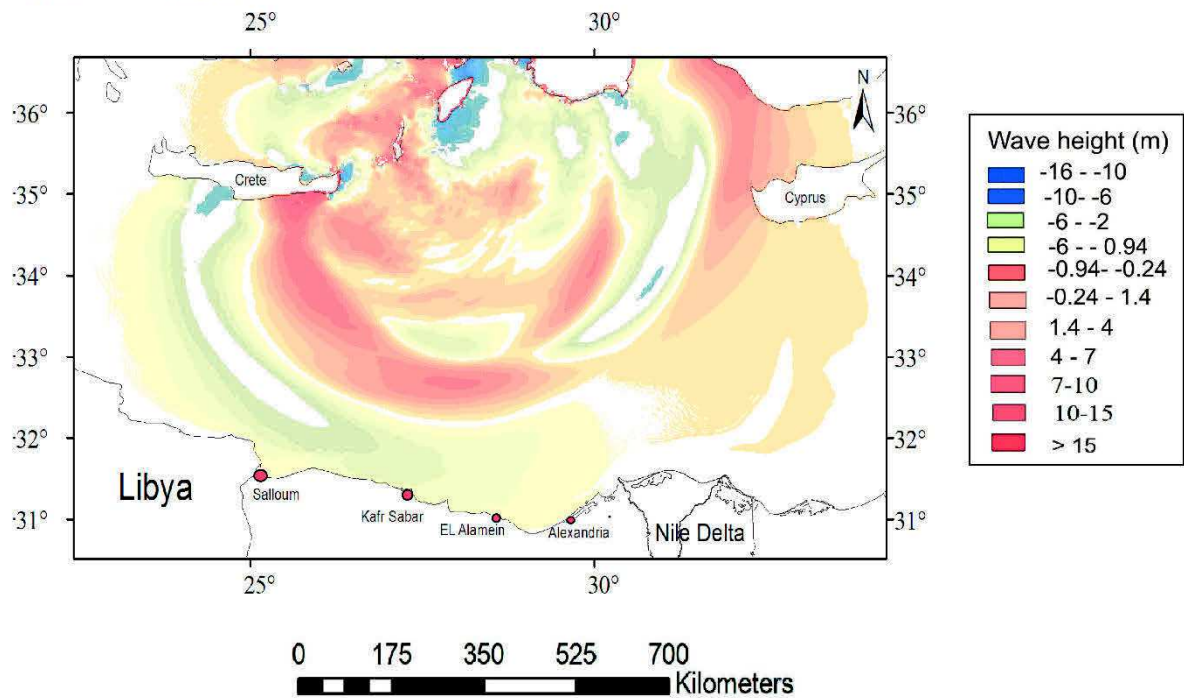 25° 30°
N
36° 36°
Crete
35° 35°
Cyprus
34° 34°
33° 33°
32° 32°
Libya
Salloum
Kafr Sabar
EL Alamein
Alexandria
Nile Delta
31° 31°
25° 30°
0 175 350 525 700
Kilometers
Wave height (m)
-16 - -10
-10- -6
-6 - -2
-6 - - 0.94
-0.94- -0.24
-0.24 - 1.4
1.4 - 4
4 - 7
7-10
10-15
> 15